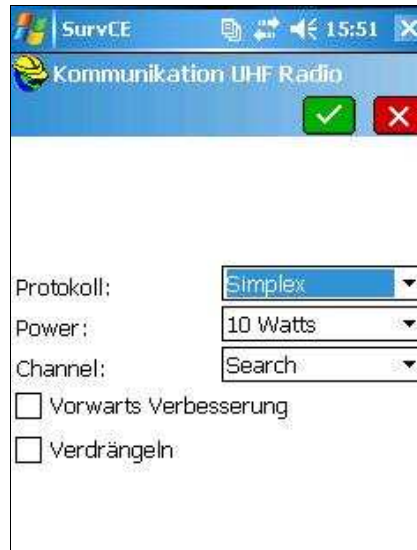 SurvCE 15:51
Kommunikation UHF Radio
Protokoll: Simplex
Power: 10 Watts
Channel: Search
Vorwarts Verbesserung
Verdrängeln